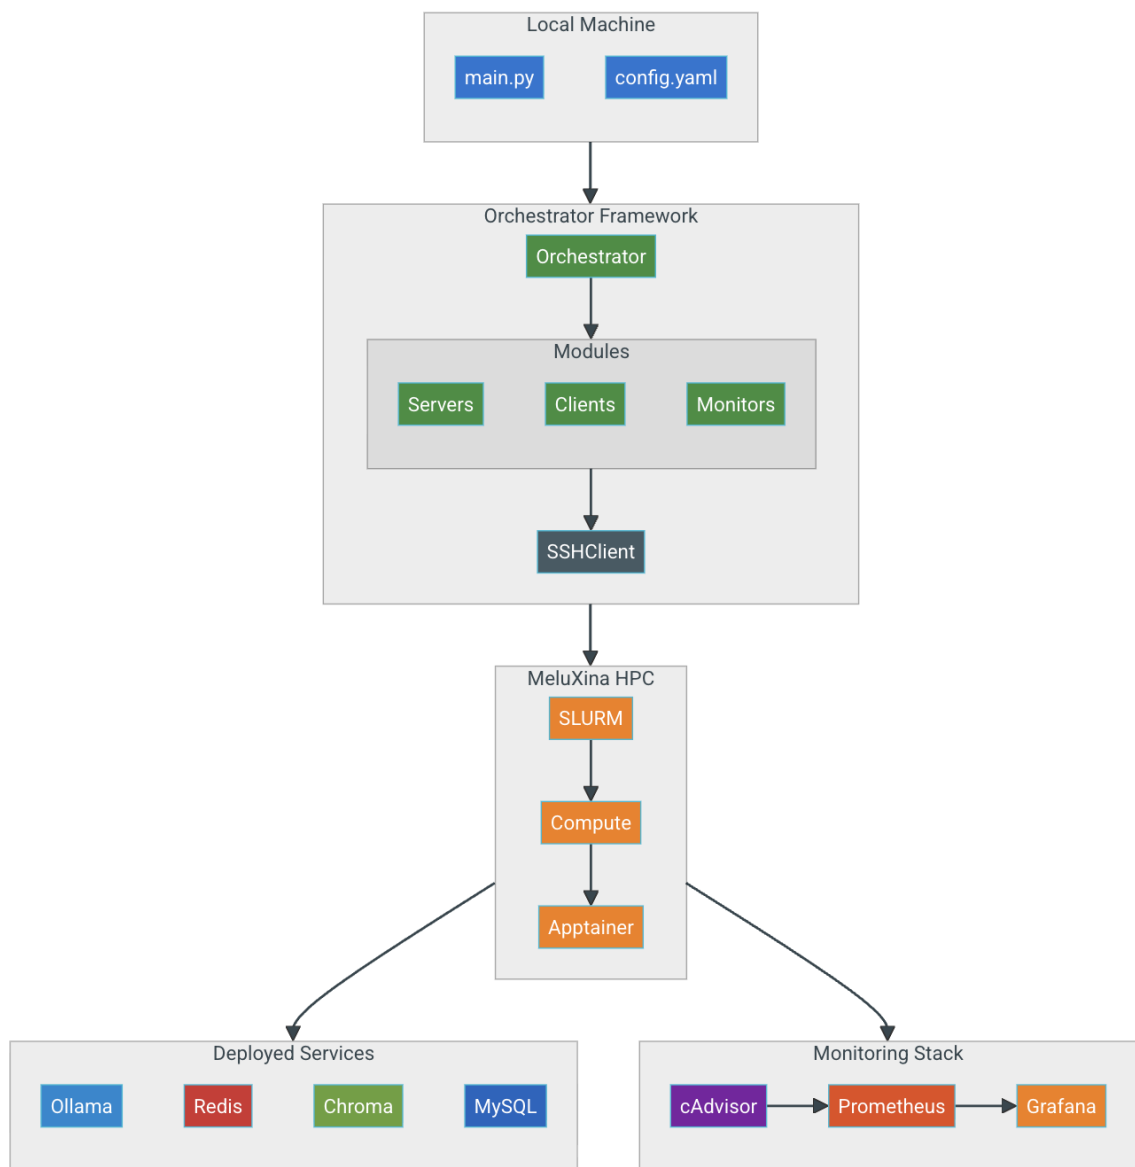 Local Machine
main.py
config.yaml
Orchestrator Framework
Orchestrator
Modules
Servers
Clients
Monitors
SSHClient
MeluXina HPC
SLURM
Compute
Apptainer
Deployed Services
Ollama
Redis
Chroma
MySQL
Monitoring Stack
cAdvisor
Prometheus
Grafana